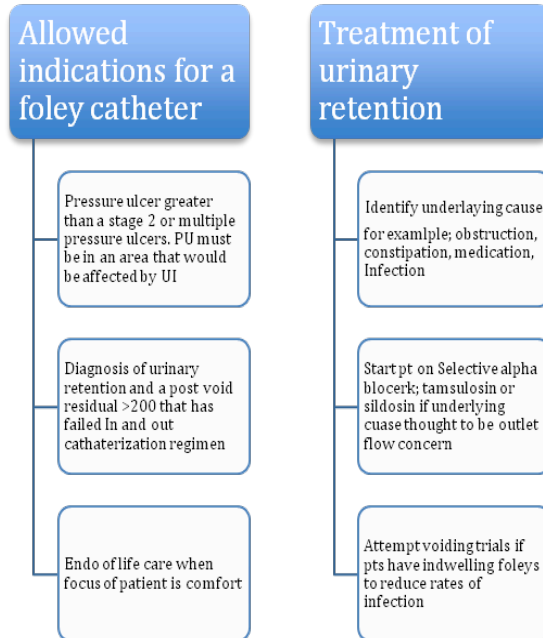 Allowed
indications for a
foley catheter
Pressure ulcer greater
than a stage 2 or multiple
pressure ulcers. PU must
be in an area that would
be affected by UI
Diagnosis of urinary
retention and a post void
residual >200 that has
failed In and out
cathaterization regimen
Endo of life care when
focus of patient is comfort
Treatment of
urinary
retention
Identify underlaying cause
for examlple; obstruction,
constipation, medication,
Infection
Start pt on Selective alpha
blocerk; tamsulosin or
sildosin if underlying
cuase thought to be outlet
flow concern
Attempt voiding trials if
pts have indwelling foleys
to reduce rates of
infection